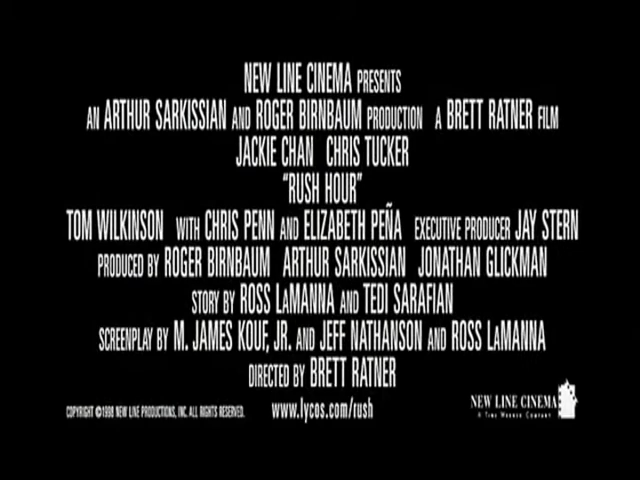 NEW LINE CINEMA PRESENTS
AN ARTHUR SARKISSIAN AND ROGER BIRNBAUM PRODUCTION A BRETT RATNER FILM
JACKIE CHAN CHRIS TUCKER
"RUSH HOUR"
TOM WILKINSON WITH CHRIS PENN AND ELIZABETH PEÑA EXECUTIVE PRODUCER JAY STERN
PRODUCED BY ROGER BIRNBAUM ARTHUR SARKISSIAN JONATHAN GLICKMAN
STORY BY ROSS LaMANNA AND TEDI SARAFIAN
SCREENPLAY BY M. JAMES KOUF, JR. AND JEFF NATHANSON AND ROSS LaMANNA
DIRECTED BY BRETT RATNER
COPYRIGHT ©1998 NEW LINE PRODUCTIONS, INC. ALL RIGHTS RESERVED.
www.lycos.com/rush
NEW LINE CINEMA
A TIME WARNER COMPANY